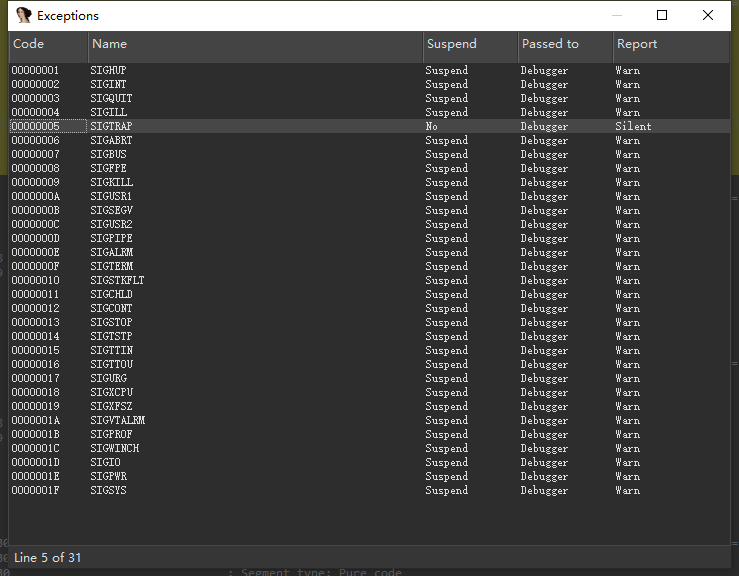 Exceptions
Code Name Suspend Passed to Report
00000001 SIGHUP Suspend Debugger Warn
00000002 SIGINT Suspend Debugger Warn
00000003 SIGQUIT Suspend Debugger Warn
00000004 SIGILL Suspend Debugger Warn
00000005 SIGTRAP No Debugger Silent
00000006 SIGABRT Suspend Debugger Warn
00000007 SIGBUS Suspend Debugger Warn
00000008 SIGFPE Suspend Debugger Warn
00000009 SIGKILL Suspend Debugger Warn
0000000A SIGUSR1 Suspend Debugger Warn
0000000B SIGSEGV Suspend Debugger Warn
0000000C SIGUSR2 Suspend Debugger Warn
0000000D SIGPIPE Suspend Debugger Warn
0000000E SIGALRM Suspend Debugger Warn
0000000F SIGTERM Suspend Debugger Warn
00000010 SIGSTKFLT Suspend Debugger Warn
00000011 SIGCHLD Suspend Debugger Warn
00000012 SIGCONT Suspend Debugger Warn
00000013 SIGSTOP Suspend Debugger Warn
00000014 SIGTSTP Suspend Debugger Warn
00000015 SIGTTIN Suspend Debugger Warn
00000016 SIGTTOU Suspend Debugger Warn
00000017 SIGURG Suspend Debugger Warn
00000018 SIGXCPU Suspend Debugger Warn
00000019 SIGXFSZ Suspend Debugger Warn
0000001A SIGVTALRM Suspend Debugger Warn
0000001B SIGPROF Suspend Debugger Warn
0000001C SIGWINCH Suspend Debugger Warn
0000001D SIGIO Suspend Debugger Warn
0000001E SIGPWR Suspend Debugger Warn
0000001F SIGSYS Suspend Debugger Warn
Line 5 of 31
; Segment type: Pure code